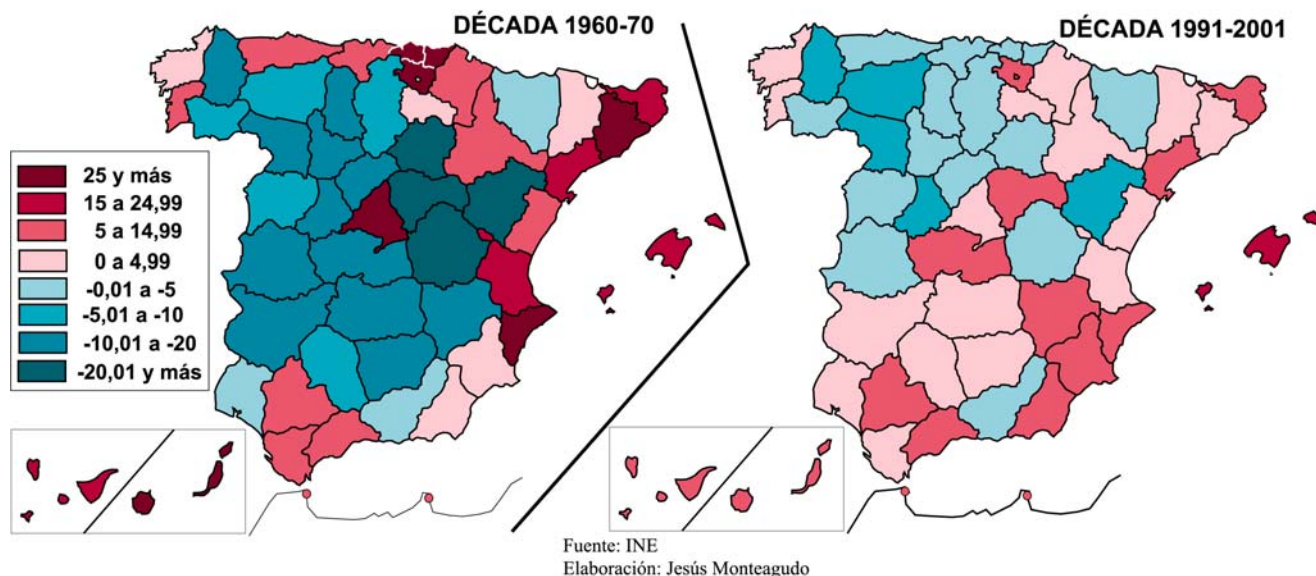 DÉCADA 1960-70
DÉCADA 1991-2001
25 y más
15 a 24,99
5 a 14,99
0 a 4,99
-0,01 a -5
-5,01 a -10
-10,01 a -20
-20,01 y más
Fuente: INE
Elaboración: Jesús Monteagudo